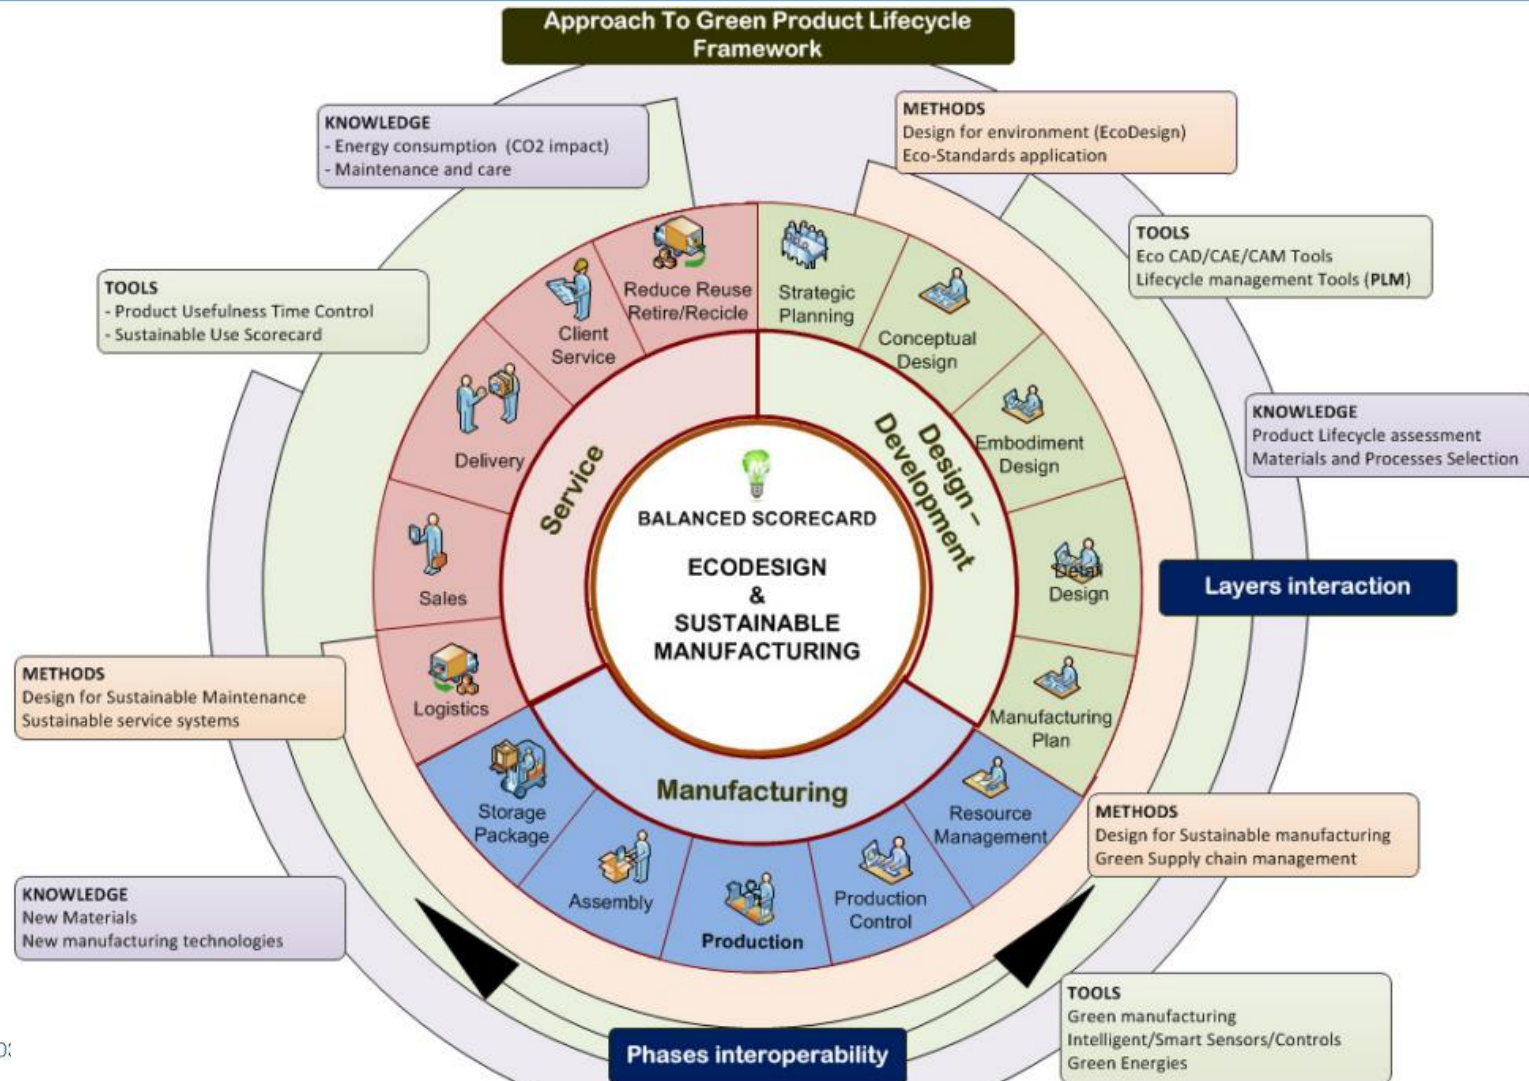 Approach To Green Product Lifecycle
Framework
KNOWLEDGE
- Energy consumption (CO2 impact)
- Maintenance and care
METHODS
Design for environment (EcoDesign)
Eco-Standards application
TOOLS
Eco CAD/CAE/CAM Tools
Lifecycle management Tools (PLM)
TOOLS
- Product Usefulness Time Control
- Sustainable Use Scorecard
KNOWLEDGE
Product Lifecycle assessment
Materials and Processes Selection
Reduce Reuse
Retire/Recicle
Strategic
Planning
Client
Service
Conceptual
Design
Delivery
Embodiment
Design
Sales
Detail
Design
Logistics
Manufacturing
Plan
Storage
Package
Assembly
Production
Production
Control
Resource
Management
Service
Design –
Development
Manufacturing
BALANCED SCORECARD
ECODESIGN
&
SUSTAINABLE
MANUFACTURING
Layers interaction
METHODS
Design for Sustainable Maintenance
Sustainable service systems
METHODS
Design for Sustainable manufacturing
Green Supply chain management
KNOWLEDGE
New Materials
New manufacturing technologies
TOOLS
Green manufacturing
Intelligent/Smart Sensors/Controls
Green Energies
Phases interoperability